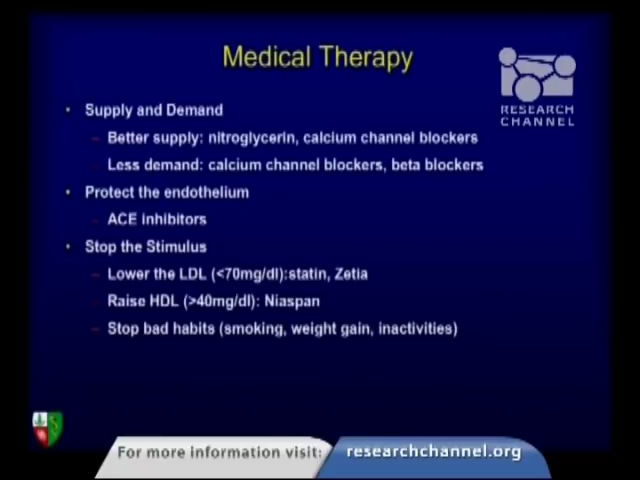 Medical Therapy
RESEARCH
CHANNEL
• Supply and Demand
– Better supply: nitroglycerin, calcium channel blockers
– Less demand: calcium channel blockers, beta blockers
• Protect the endothelium
– ACE inhibitors
• Stop the Stimulus
– Lower the LDL (<70mg/dl):statin, Zetia
– Raise HDL (>40mg/dl): Niaspan
– Stop bad habits (smoking, weight gain, inactivities)
For more information visit: researchchannel.org